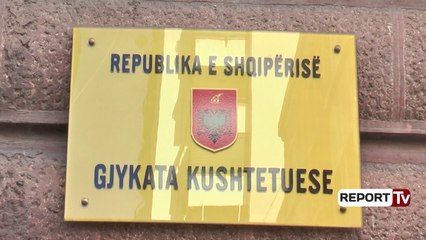 REPUBLIKA E SHQIPËRISË
GJYKATA KUSHTETUESE
REPORT TV